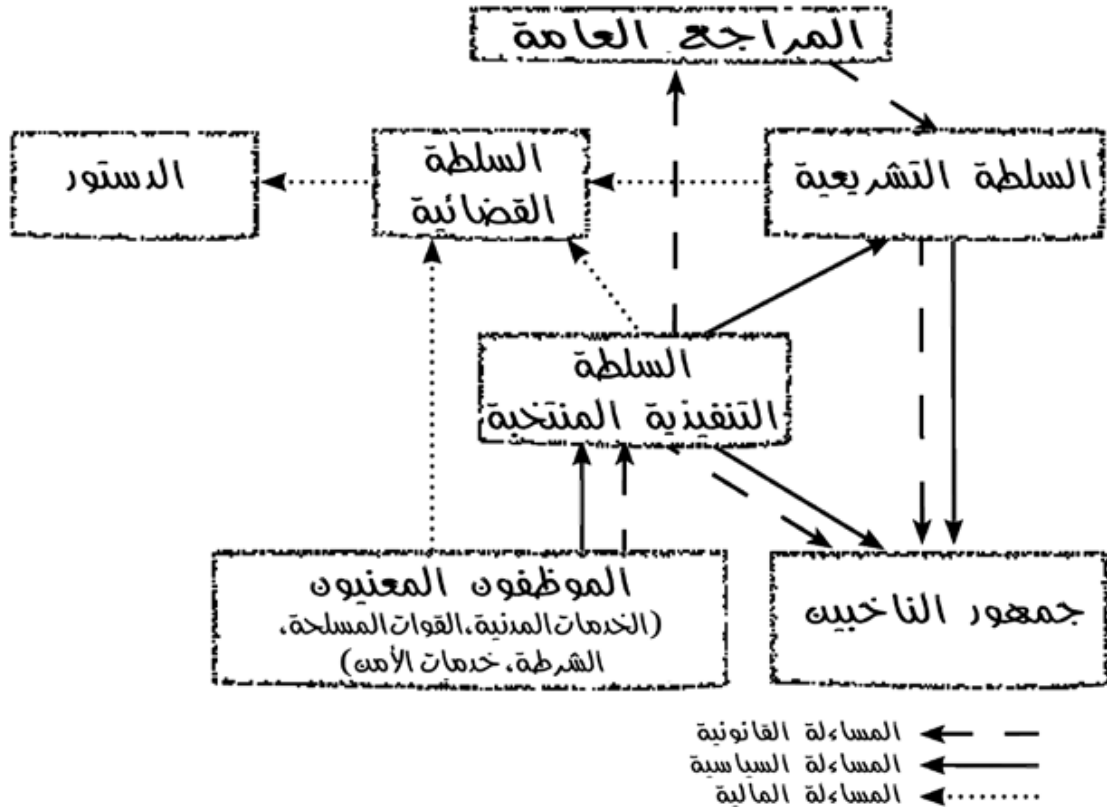 المراجع العامة
السلطة التشريعية
السلطة
القضائية
الدستور
السلطة
التنفيذية المنتخبة
الموظفون المعنيون
(الخدمات المدنية، القوات المسلحة،
الشرطة، خدمات الأمن)
جمهور الناخبين
المساءلة القانونية
المساءلة السياسية
المساءلة المالية